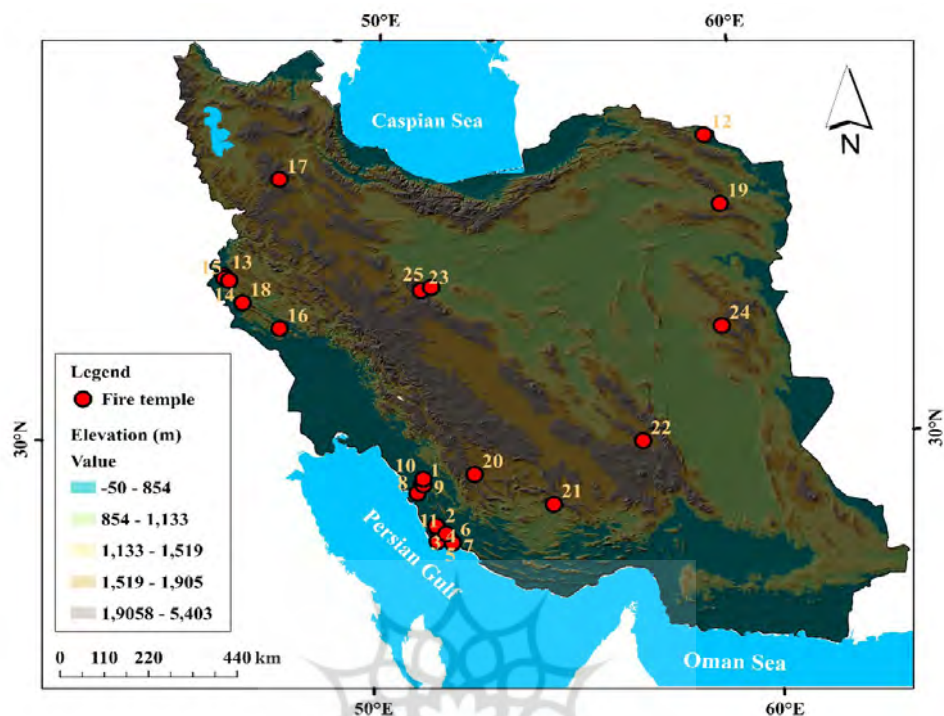 50°E 60°E
Caspian Sea
N
12
17
19
15 13
14 18
16
25 23
24
30°N 30°N
22
10 1
8 9
20
21
11 2
3 4 6
5 7
Persian Gulf
Oman Sea
Legend
Fire temple
Elevation (m)
Value
-50 - 854
854 - 1,133
1,133 - 1,519
1,519 - 1,905
1,9058 - 5,403
0 110 220 440 km
50°E 60°E